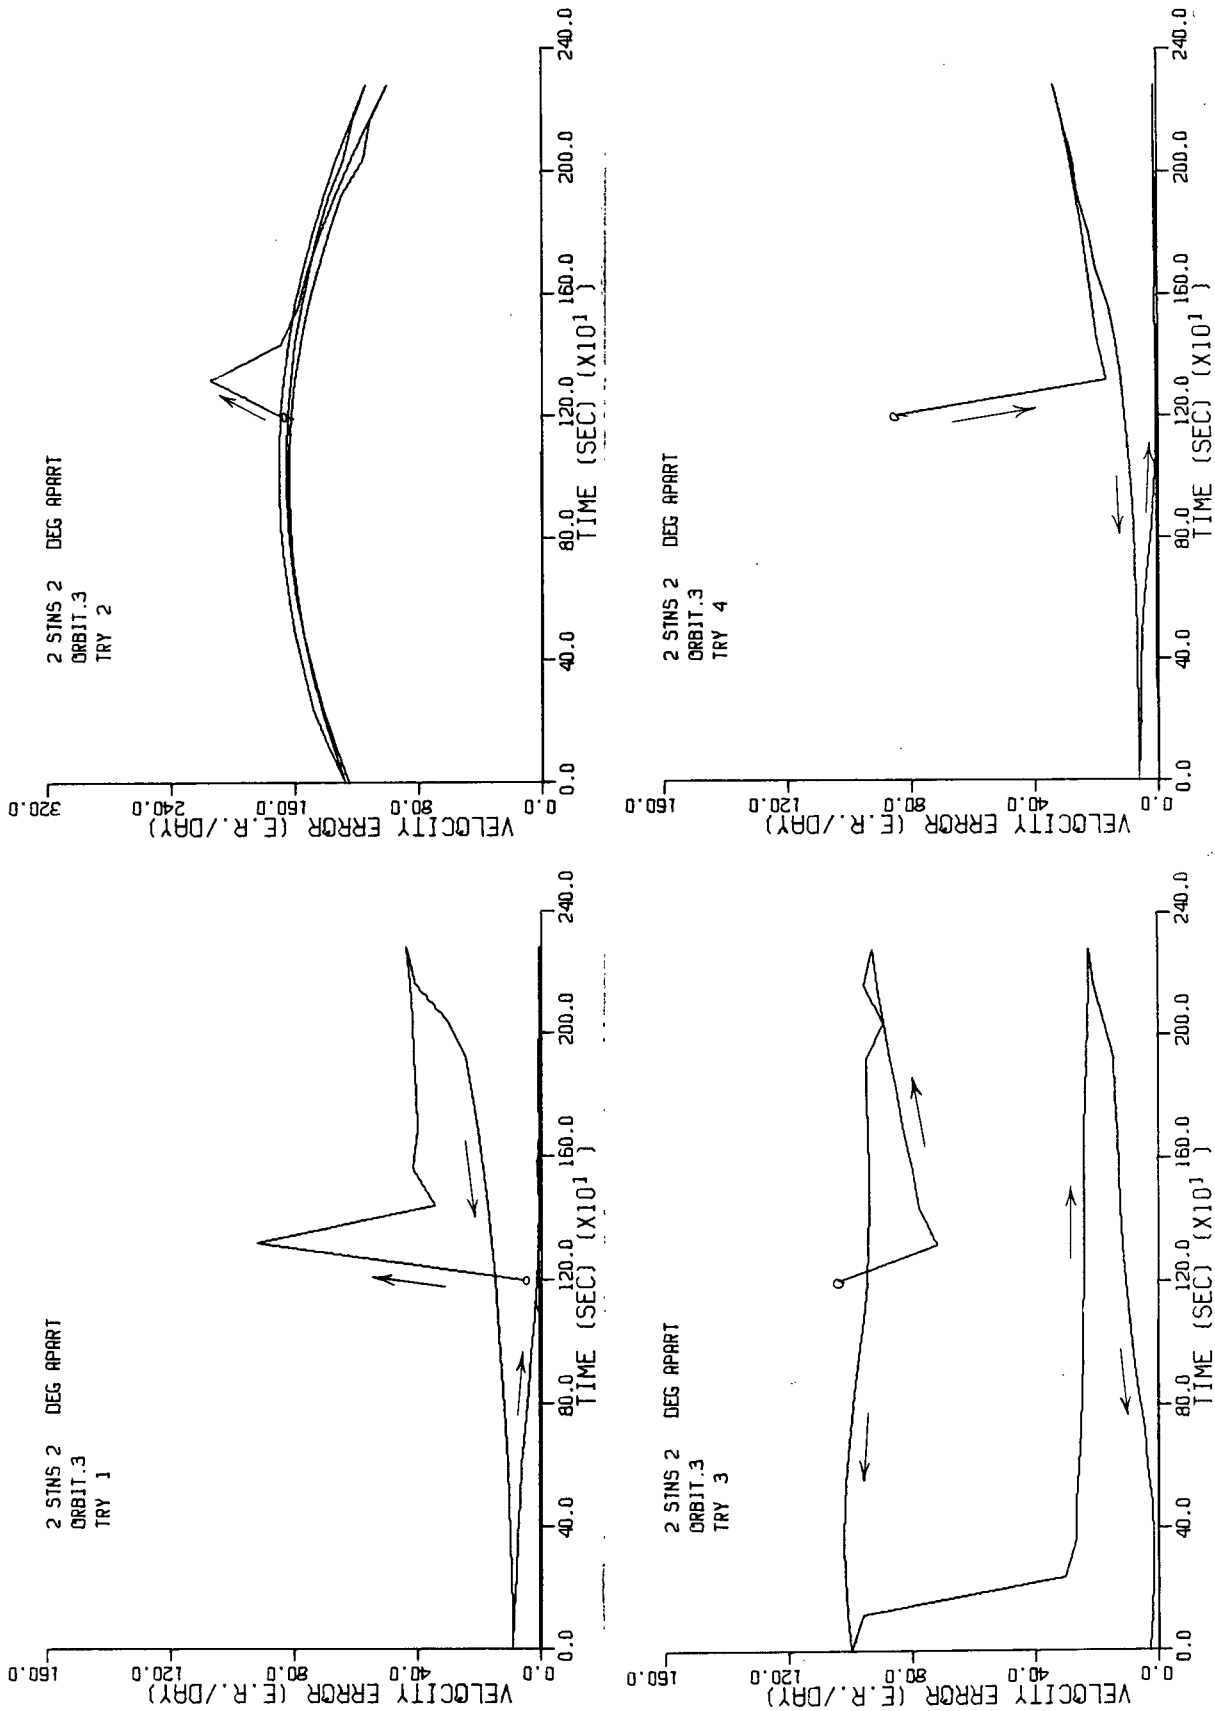 2 STNS 2 DEG APART
ORBIT.3
TRY 1
VELOCITY ERROR (E.R./DAY)
160.0
120.0
80.0
40.0
0.0
0.0 40.0 80.0 120.0 160.0 200.0 240.0
TIME (SEC) (X10¹ )
2 STNS 2 DEG APART
ORBIT.3
TRY 2
VELOCITY ERROR (E.R./DAY)
320.0
240.0
160.0
80.0
0.0
0.0 40.0 80.0 120.0 160.0 200.0 240.0
TIME (SEC) (X10¹ )
2 STNS 2 DEG APART
ORBIT.3
TRY 3
VELOCITY ERROR (E.R./DAY)
160.0
120.0
80.0
40.0
0.0
0.0 40.0 80.0 120.0 160.0 200.0 240.0
TIME (SEC) (X10¹ )
2 STNS 2 DEG APART
ORBIT.3
TRY 4
VELOCITY ERROR (E.R./DAY)
160.0
120.0
80.0
40.0
0.0
0.0 40.0 80.0 120.0 160.0 200.0 240.0
TIME (SEC) (X10¹ )